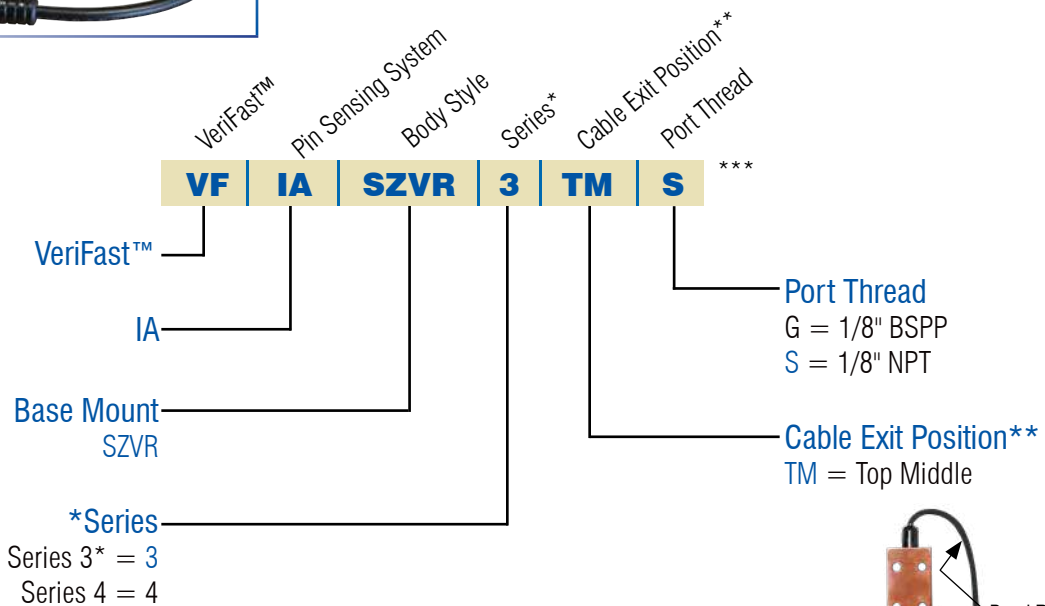 VeriFast™
Pin Sensing System
Body Style
Series*
Cable Exit Position**
Port Thread
VF IA SZVR 3 TM S ***
VeriFast™
IA
Base Mount
SZVR
*Series
Series 3* = 3
Series 4 = 4
Port Thread
G = 1/8" BSPP
S = 1/8" NPT
Cable Exit Position**
TM = Top Middle